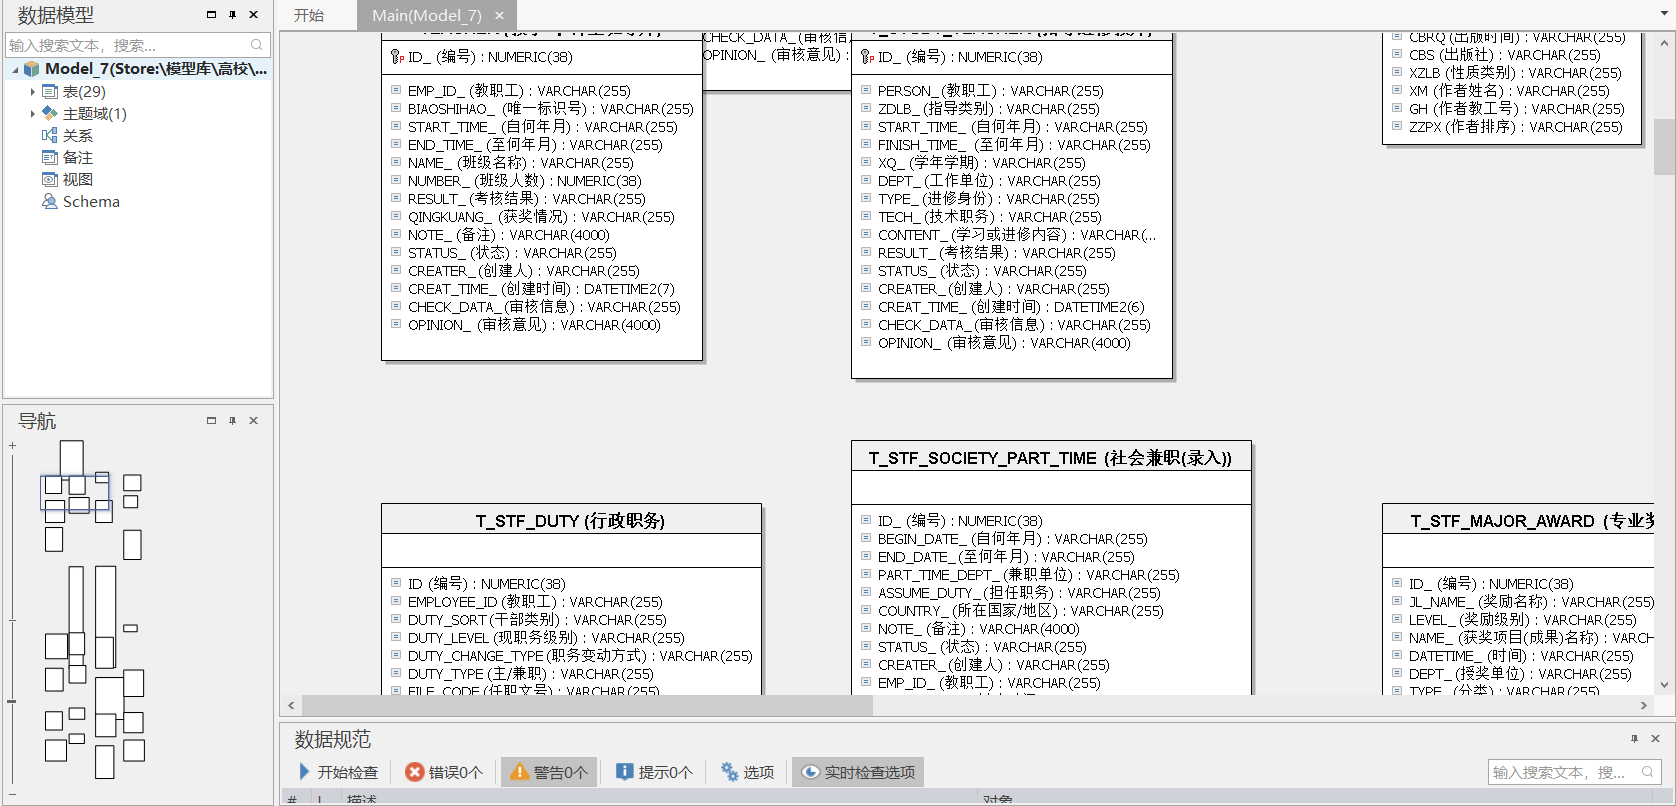 数据模型
输入搜索文本，搜索...
Model_7(Store:\模型库\高校\...
表(29)
主题域(1)
关系
备注
视图
Schema
导航
开始
Main(Model_7)
ID_ (编号) : NUMERIC(38)
EMP_ID_ (教职工) : VARCHAR(255)
BIAOSHIHAO_ (唯一标识号) : VARCHAR(255)
START_TIME_ (自何年月) : VARCHAR(255)
END_TIME_ (至何年月) : VARCHAR(255)
NAME_ (班级名称) : VARCHAR(255)
NUMBER_ (班级人数) : NUMERIC(38)
RESULT_ (考核结果) : VARCHAR(255)
QINGKUANG_ (获奖情况) : VARCHAR(255)
NOTE_ (备注) : VARCHAR(4000)
STATUS_ (状态) : VARCHAR(255)
CREATER_ (创建人) : VARCHAR(255)
CREAT_TIME_ (创建时间) : DATETIME2(7)
CHECK_DATA_ (审核信息) : VARCHAR(255)
OPINION_ (审核意见) : VARCHAR(4000)
CHECK_DATA_ (审核信息)
OPINION_ (审核意见) :
ID_ (编号) : NUMERIC(38)
PERSON_ (教职工) : VARCHAR(255)
ZDLB_ (指导类别) : VARCHAR(255)
START_TIME_ (自何年月) : VARCHAR(255)
FINISH_TIME_ (至何年月) : VARCHAR(255)
XQ_ (学年学期) : VARCHAR(255)
DEPT_ (工作单位) : VARCHAR(255)
TYPE_ (进修身份) : VARCHAR(255)
TECH_ (技术职务) : VARCHAR(255)
CONTENT_ (学习或进修内容) : VARCHAR(...
RESULT_ (考核结果) : VARCHAR(255)
STATUS_ (状态) : VARCHAR(255)
CREATER_ (创建人) : VARCHAR(255)
CREAT_TIME_ (创建时间) : DATETIME2(6)
CHECK_DATA_ (审核信息) : VARCHAR(255)
OPINION_ (审核意见) : VARCHAR(4000)
CBRQ (出版时间) : VARCHAR(255)
CBS (出版社) : VARCHAR(255)
XZLB (性质类别) : VARCHAR(255)
XM (作者姓名) : VARCHAR(255)
GH (作者教工号) : VARCHAR(255)
ZZPX (作者排序) : VARCHAR(255)
T_STF_DUTY (行政职务)
ID (编号) : NUMERIC(38)
EMPLOYEE_ID (教职工) : VARCHAR(255)
DUTY_SORT (干部类别) : VARCHAR(255)
DUTY_LEVEL (现职务级别) : VARCHAR(255)
DUTY_CHANGE_TYPE (职务变动方式) : VARCHAR(255)
DUTY_TYPE (主/兼职) : VARCHAR(255)
FILE_CODE (任职文号) : VARCHAR(255)
T_STF_SOCIETY_PART_TIME (社会兼职(录入))
ID_ (编号) : NUMERIC(38)
BEGIN_DATE_ (自何年月) : VARCHAR(255)
END_DATE_ (至何年月) : VARCHAR(255)
PART_TIME_DEPT_ (兼职单位) : VARCHAR(255)
ASSUME_DUTY_ (担任职务) : VARCHAR(255)
COUNTRY_ (所在国家/地区) : VARCHAR(255)
NOTE_ (备注) : VARCHAR(4000)
STATUS_ (状态) : VARCHAR(255)
CREATER_ (创建人) : VARCHAR(255)
EMP_ID_ (教职工) : VARCHAR(255)
T_STF_MAJOR_AWARD (专业奖
ID_ (编号) : NUMERIC(38)
JL_NAME_ (奖励名称) : VARCHAR(255)
LEVEL_ (奖励级别) : VARCHAR(255)
NAME_ (获奖项目(成果)名称) : VARCH
DATETIME_ (时间) : VARCHAR(255)
DEPT_ (授奖单位) : VARCHAR(255)
TYPE_ (分类) : VARCHAR(255)
数据规范
开始检查 错误0个 警告0个 提示0个 选项 实时检查选项
输入搜索文本，搜...
# ! 描述 对象